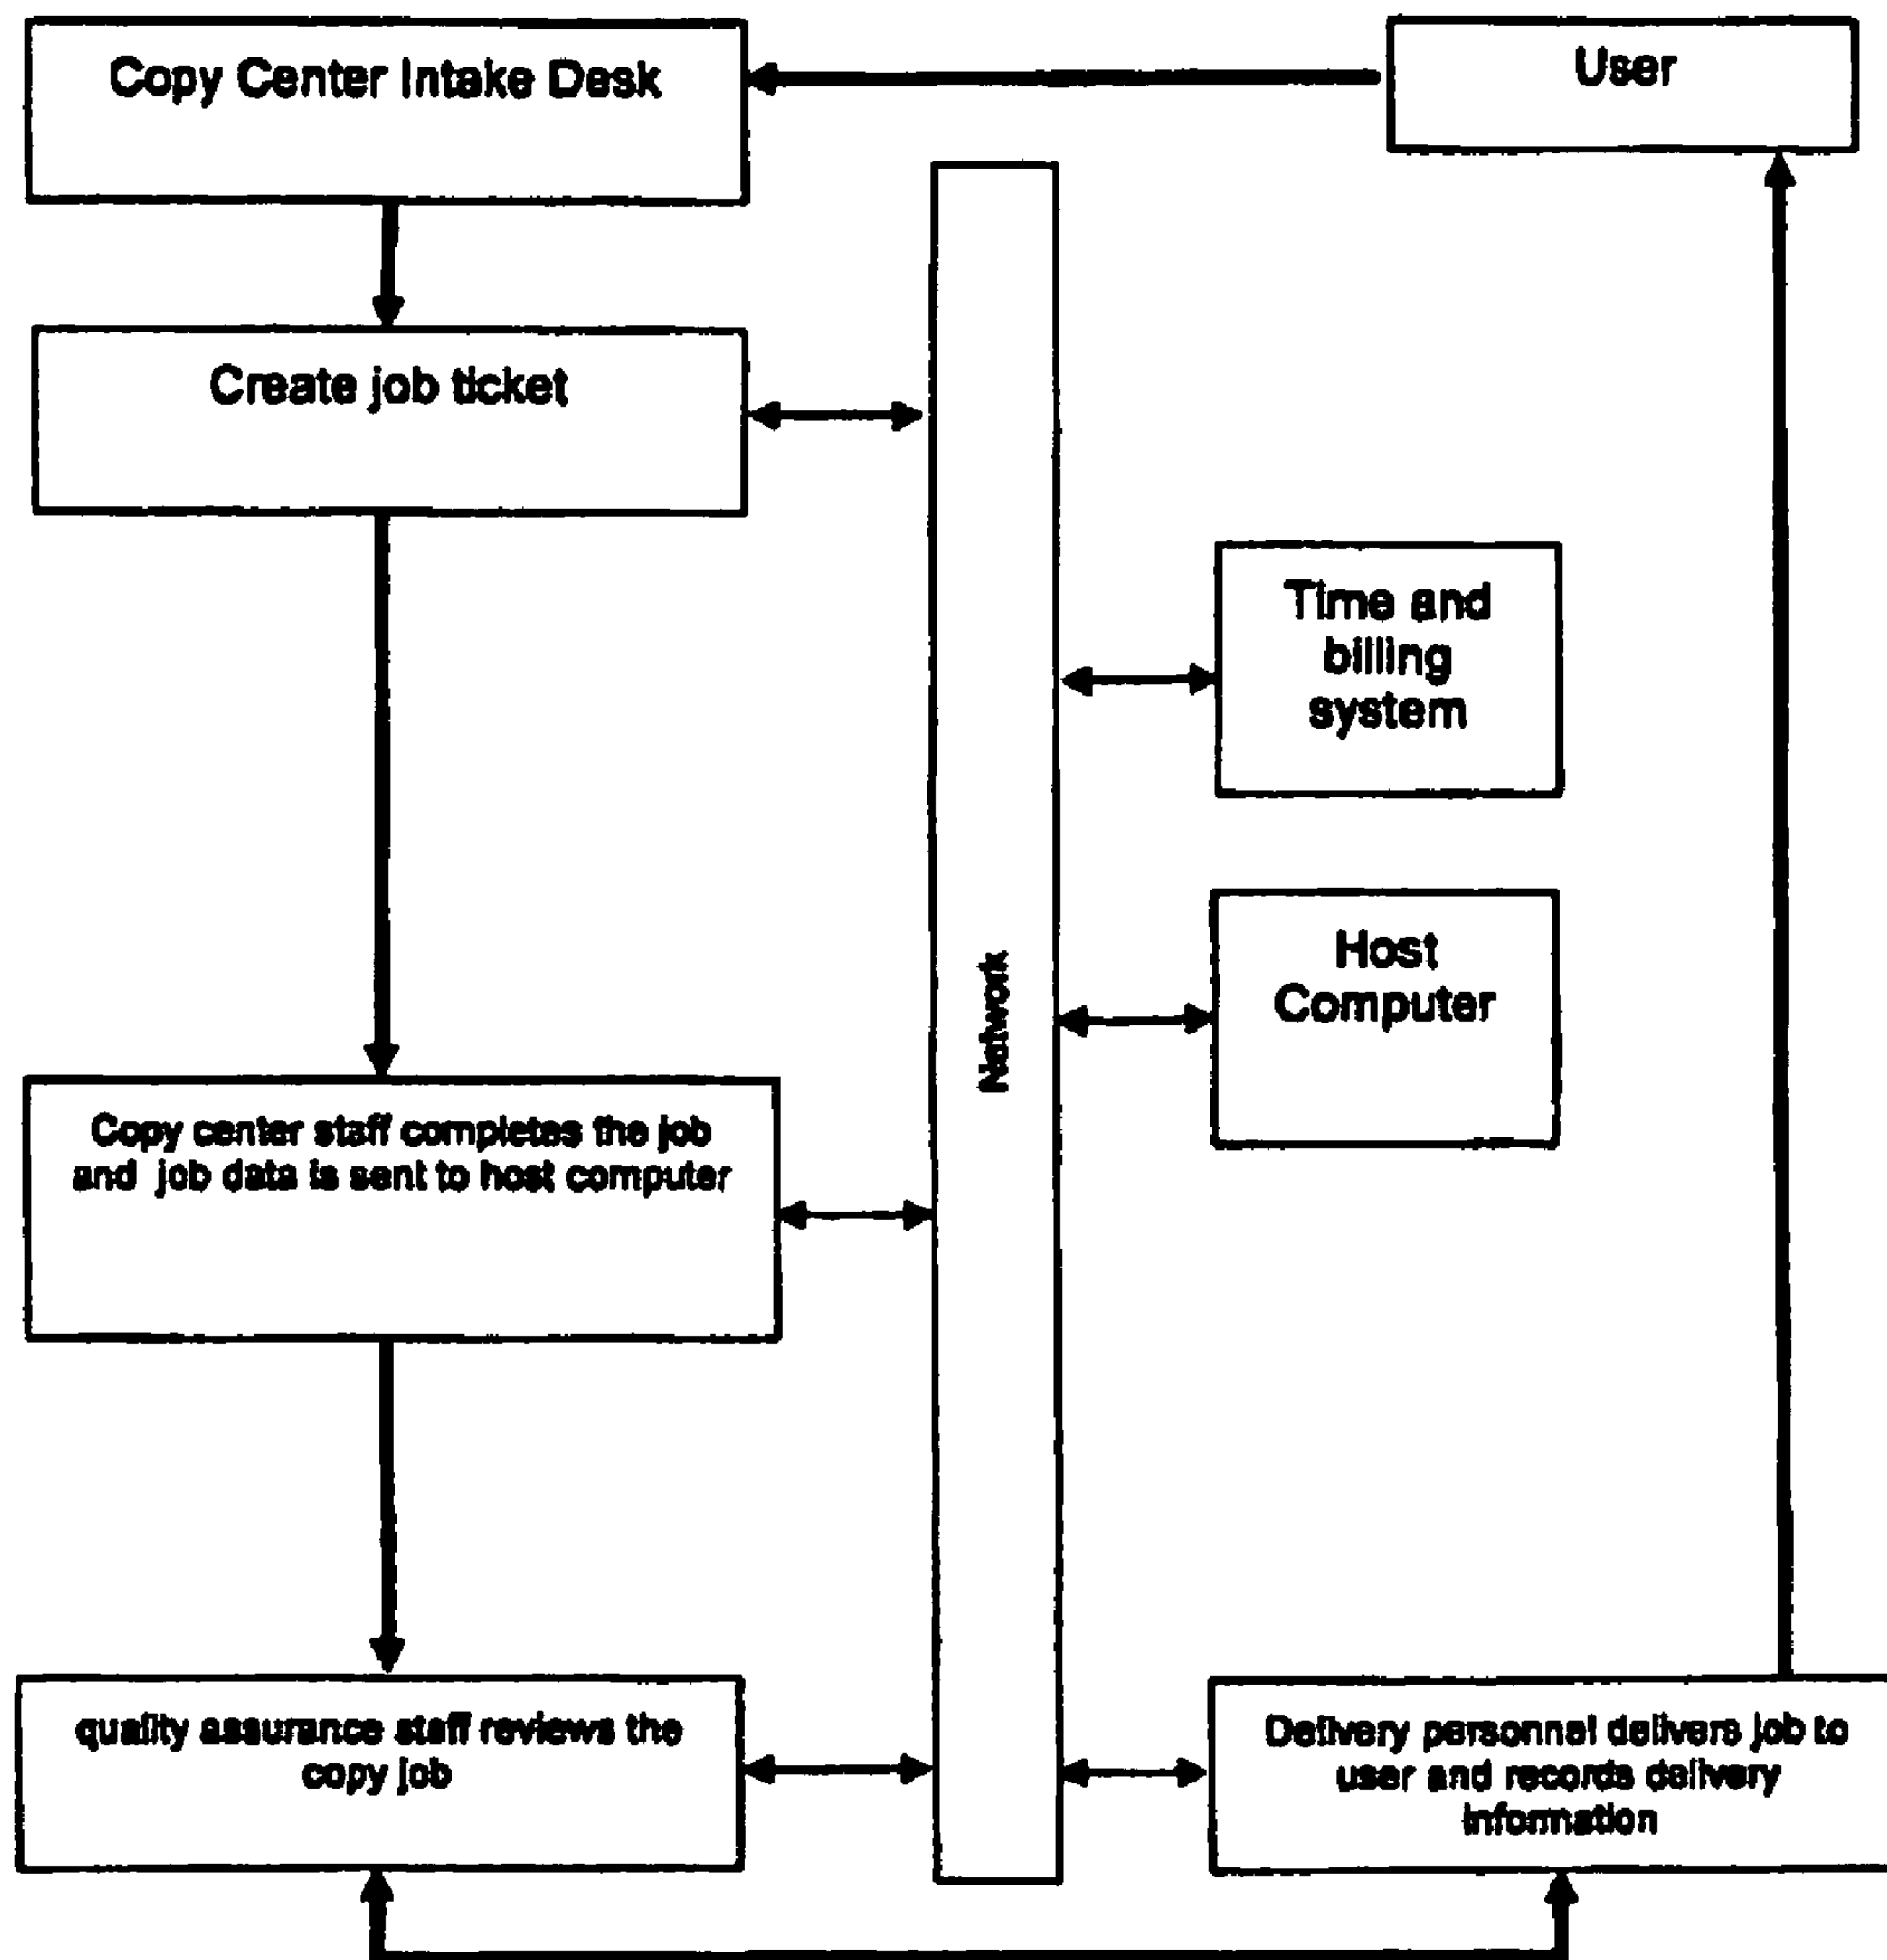 Copy Center Intake Desk
User
Create job ticket
Time and
billing
system
Host
Computer
Network
Copy center staff completes the job
and job data is sent to host computer
quality assurance staff reviews the
copy job
Delivery personnel delivers job to
user and records delivery
information